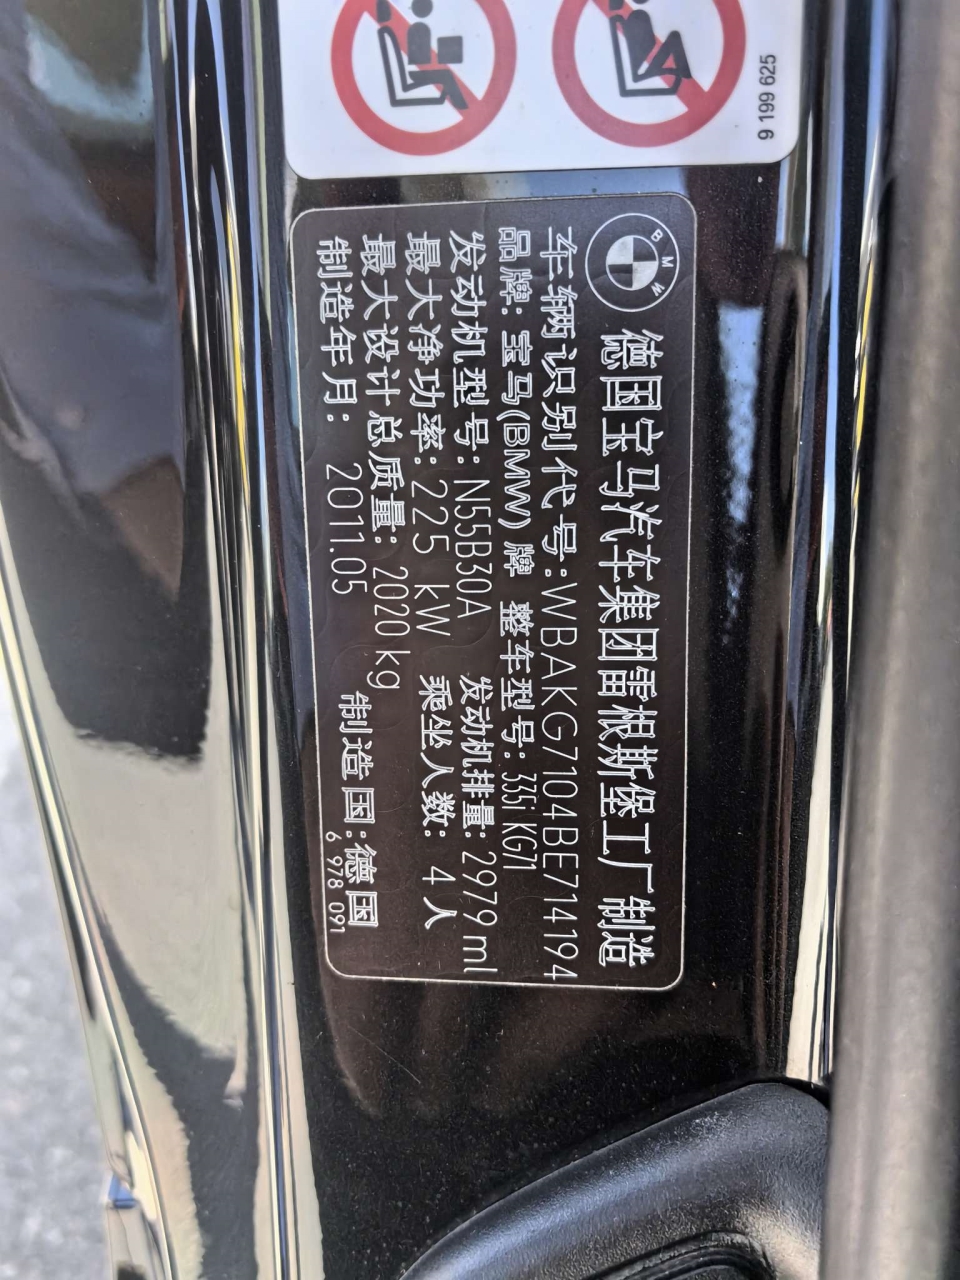 9 199 625
BMW
德国宝马汽车集团雷根斯堡工厂制造
车辆识别代号:WBAKG7104BE714194
品牌: 宝马(BMW) 牌 整车型号: 335i KG71
发动机型号: N55B30A 发动机排量: 2979 ml
最大净功率: 225 kW 乘坐人数: 4人
最大设计总质量: 2020 kg
制造年月: 2011.05 制造国:德国
6 978 091